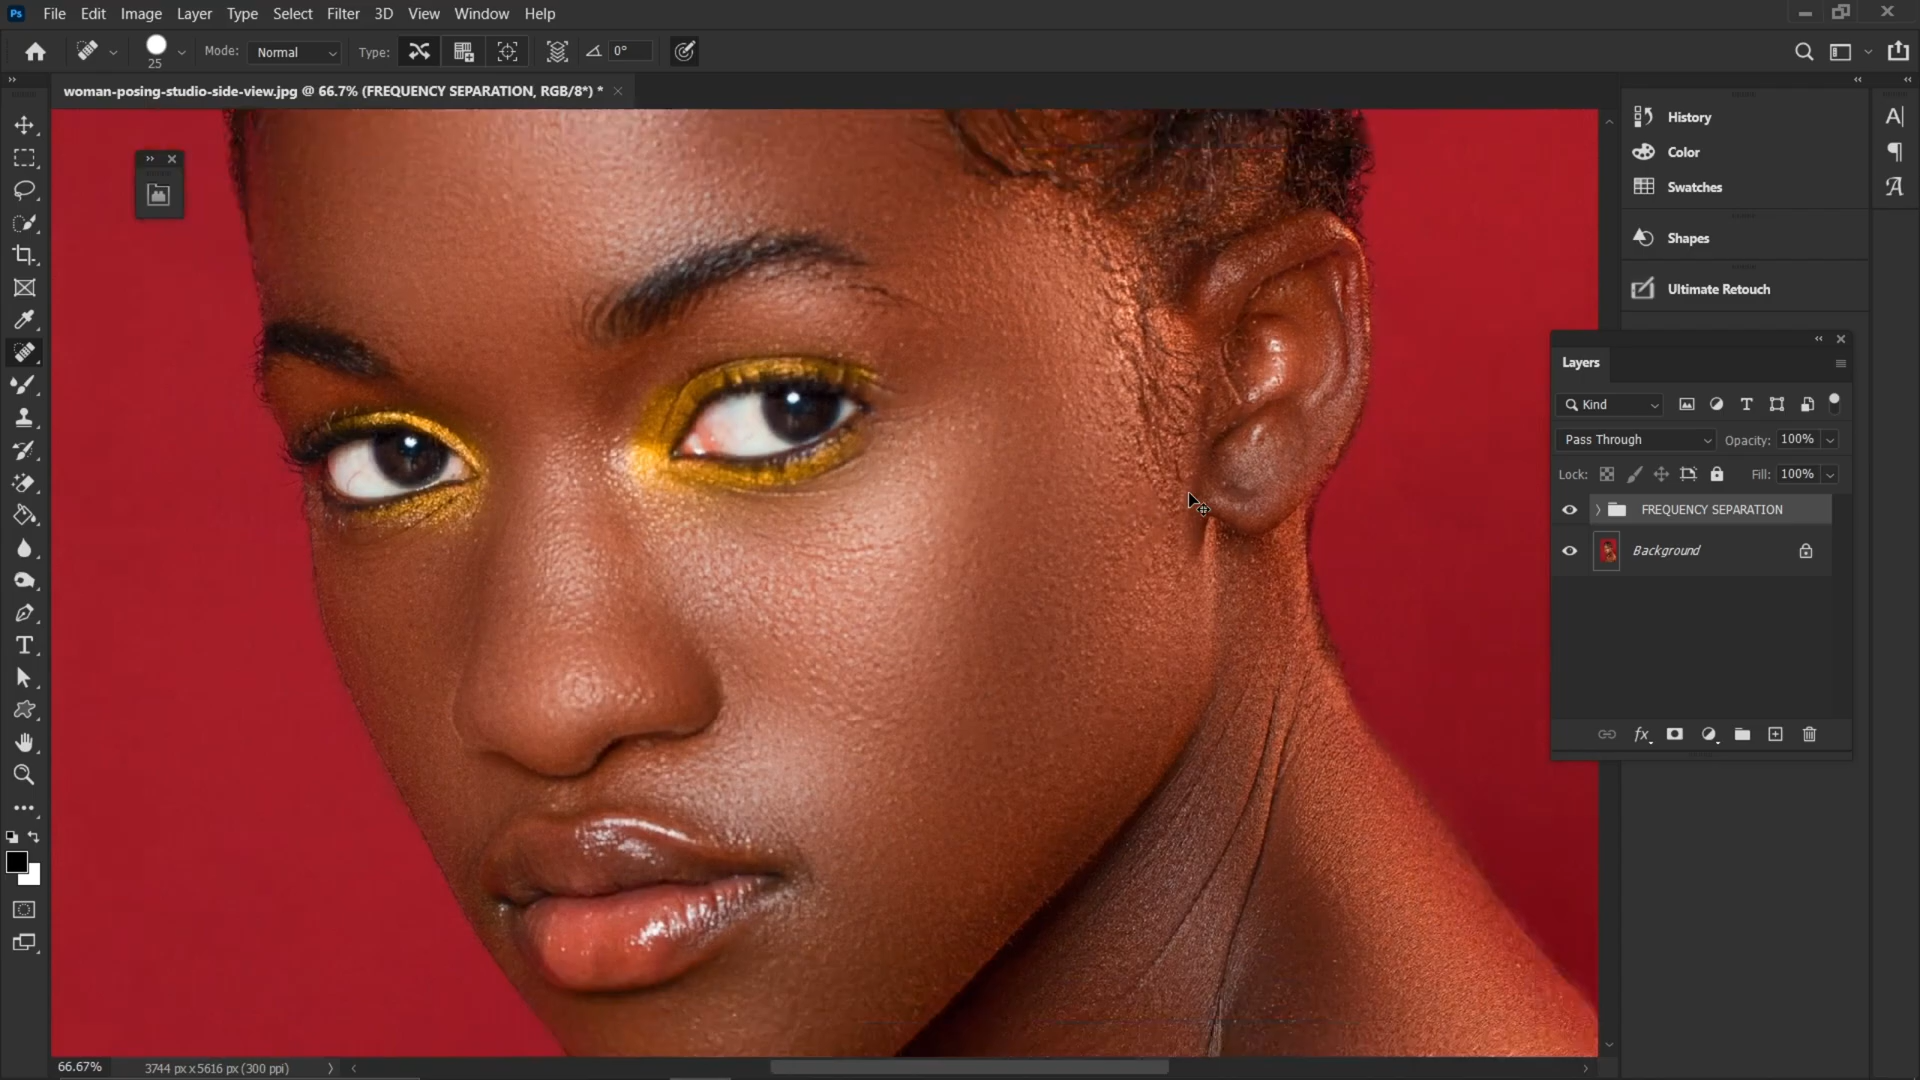 Ps File Edit Image Layer Type Select Filter 3D View Window Help
25 Mode: Normal Type: 0°
woman-posing-studio-side-view.jpg @ 66.7% (FREQUENCY SEPARATION, RGB/8*) *
History
Color
Swatches
Shapes
Ultimate Retouch
Layers
Kind
Pass Through Opacity: 100%
Lock: Fill: 100%
FREQUENCY SEPARATION
Background
66.67% 3744 px x 5616 px (300 ppi)